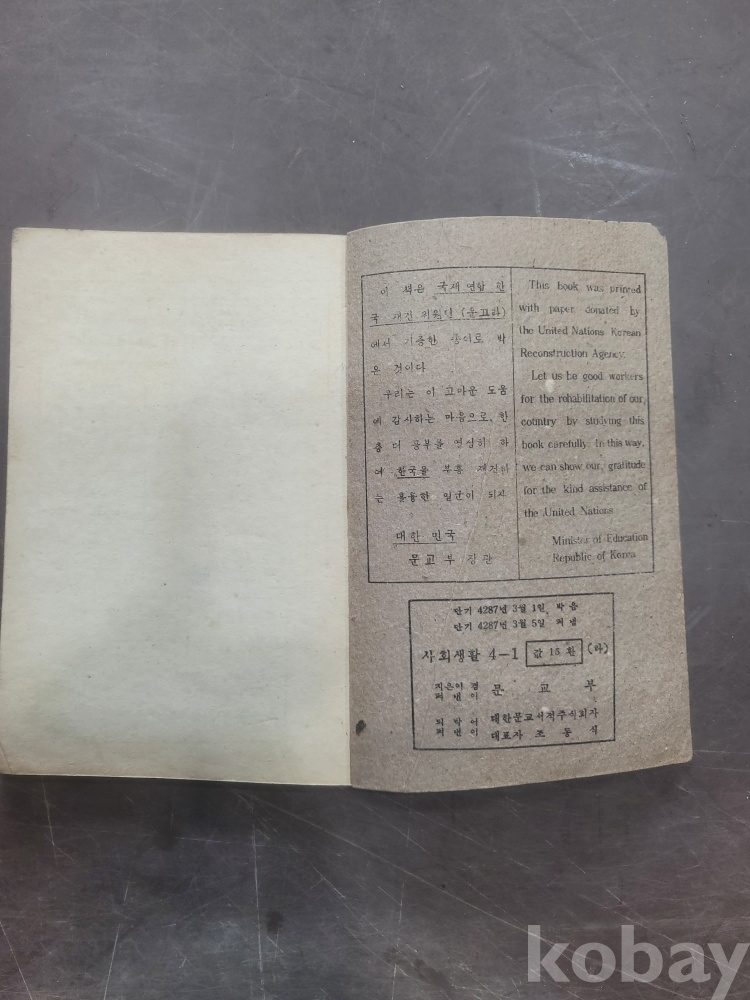 이 책은 국제 연합 한
국 재건 위원단 (운끄라)
에서 기증한 종이로 박
은 것이다.
우리는 이 고마운 도움
에 감사하는 마음으로, 한
층 더 공부를 열심히 하
여 한국을 부흥 재건하
는 훌륭한 일군이 되자
대한 민국
문교부 장관
This book was printed
with paper donated by
the United Nations Korean
Reconstruction Agency.
Let us be good workers
for the rehabilitation of our
country by studying this
book carefully. In this way,
we can show our, gratitude
for the kind assistance of
the United Nations
Minister of Education
Republic of Korea
단기 4287년 3월 1일 박음
단기 4287년 3월 5일 펴냄
사회생활 4-1 값 15 환
지은이 겸
펴낸이 문교부
펴낸이
대한문교서적주식회사
대표자 조동식
kobay